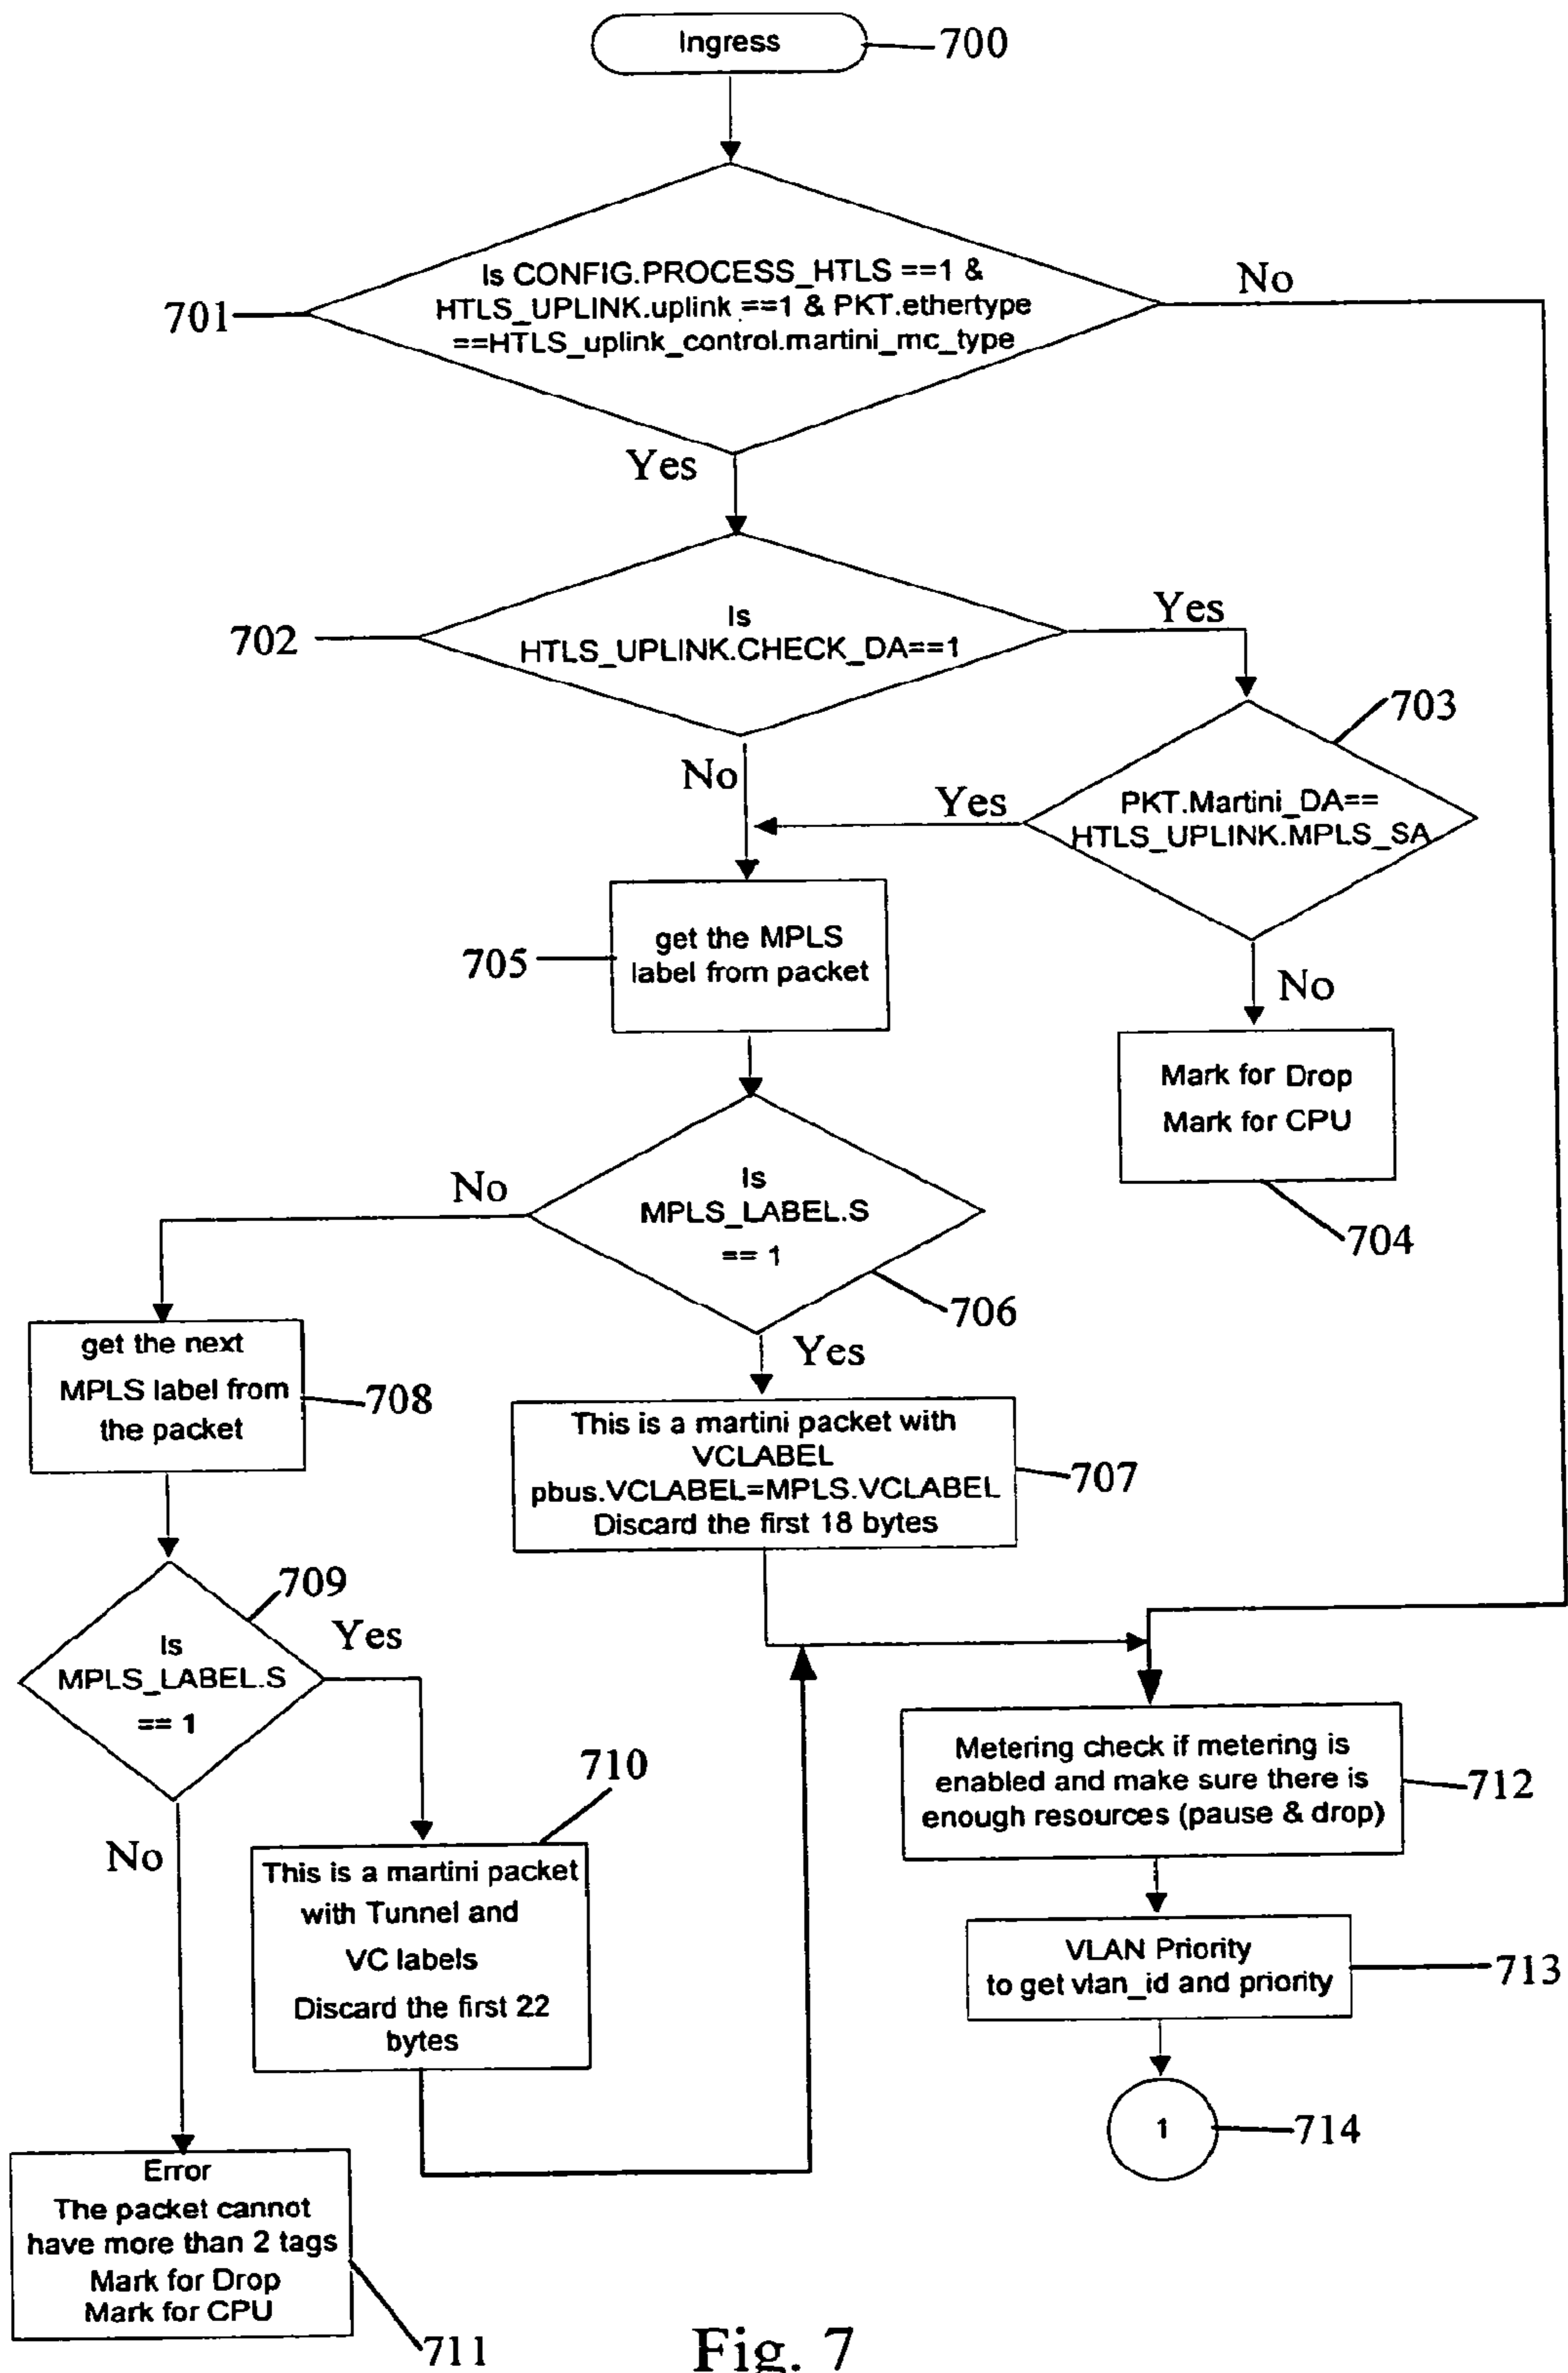 Ingress
700
Is CONFIG.PROCESS_HTLS ==1 &
HTLS_UPLINK.uplink ==1 & PKT.ethertype
==HTLS_uplink_control.martini_mc_type
701
No
Yes
Is
HTLS_UPLINK.CHECK_DA==1
702
Yes
No
703
PKT.Martini_DA==
HTLS_UPLINK.MPLS_SA
Yes
No
get the MPLS
label from packet
705
Mark for Drop
Mark for CPU
704
Is
MPLS_LABEL.S
== 1
No
706
Yes
get the next
MPLS label from
the packet
708
This is a martini packet with
VCLABEL
pbus.VCLABEL=MPLS.VCLABEL
Discard the first 18 bytes
707
709
Is
MPLS_LABEL.S
== 1
Yes
No
710
This is a martini packet
with Tunnel and
VC labels
Discard the first 22
bytes
Metering check if metering is
enabled and make sure there is
enough resources (pause & drop)
712
VLAN Priority
to get vlan_id and priority
713
1
714
Error
The packet cannot
have more than 2 tags
Mark for Drop
Mark for CPU
711
Fig. 7